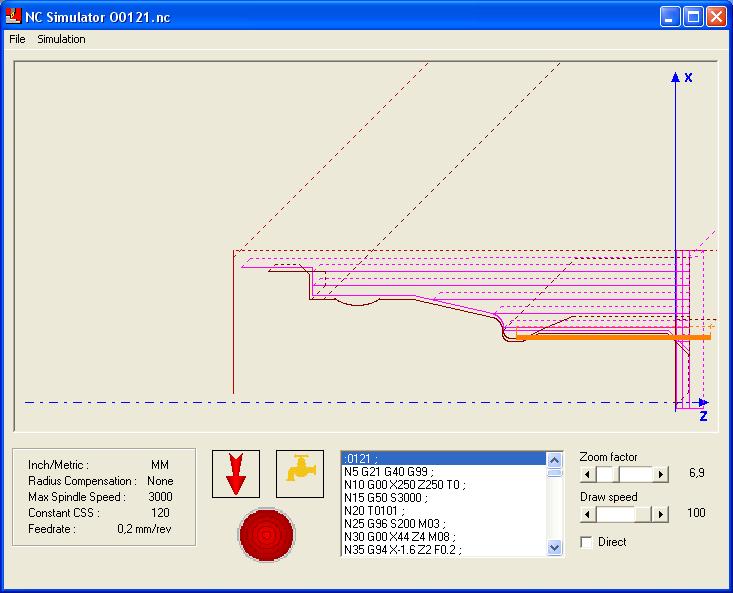 NC Simulator O0121.nc
File Simulation
X
Z
Inch/Metric : MM
Radius Compensation : None
Max Spindle Speed : 3000
Constant CSS : 120
Feedrate : 0,2 mm/rev
:0121 ;
N5 G21 G40 G99 ;
N10 G00 X250 Z250 T0 ;
N15 G50 S3000 ;
N20 T0101 ;
N25 G96 S200 M03 ;
N30 G00 X44 Z4 M08 ;
N35 G94 X-1.6 Z2 F0.2 ;
Zoom factor
6,9
Draw speed
100
Direct